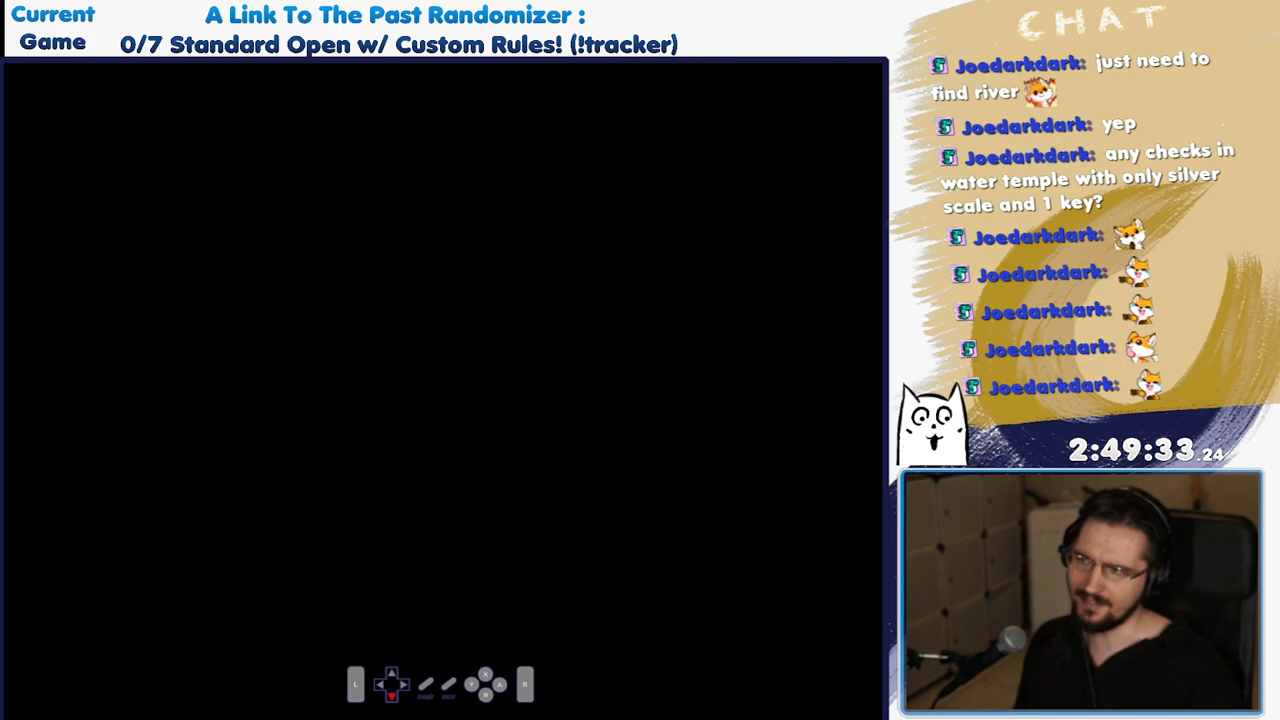 Current
Game
A Link To The Past Randomizer :
0/7 Standard Open w/ Custom Rules! (!tracker)
CHAT
Joedarkdark: just need to
find river
Joedarkdark: yep
Joedarkdark: any checks in
water temple with only silver
scale and 1 key?
Joedarkdark:
Joedarkdark:
Joedarkdark:
Joedarkdark:
Joedarkdark:
2:49:33.24
L
X
Y
A
B
R